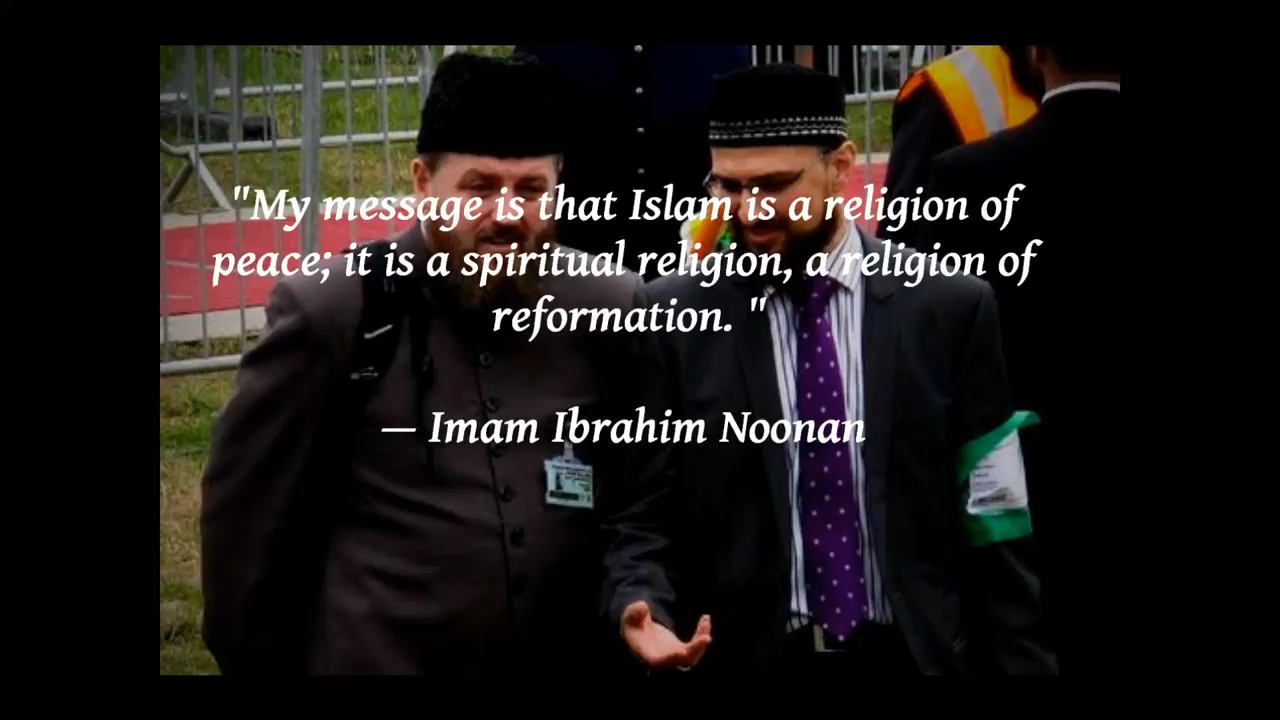 "My message is that Islam is a religion of
peace; it is a spiritual religion, a religion of
reformation. "
— Imam Ibrahim Noonan